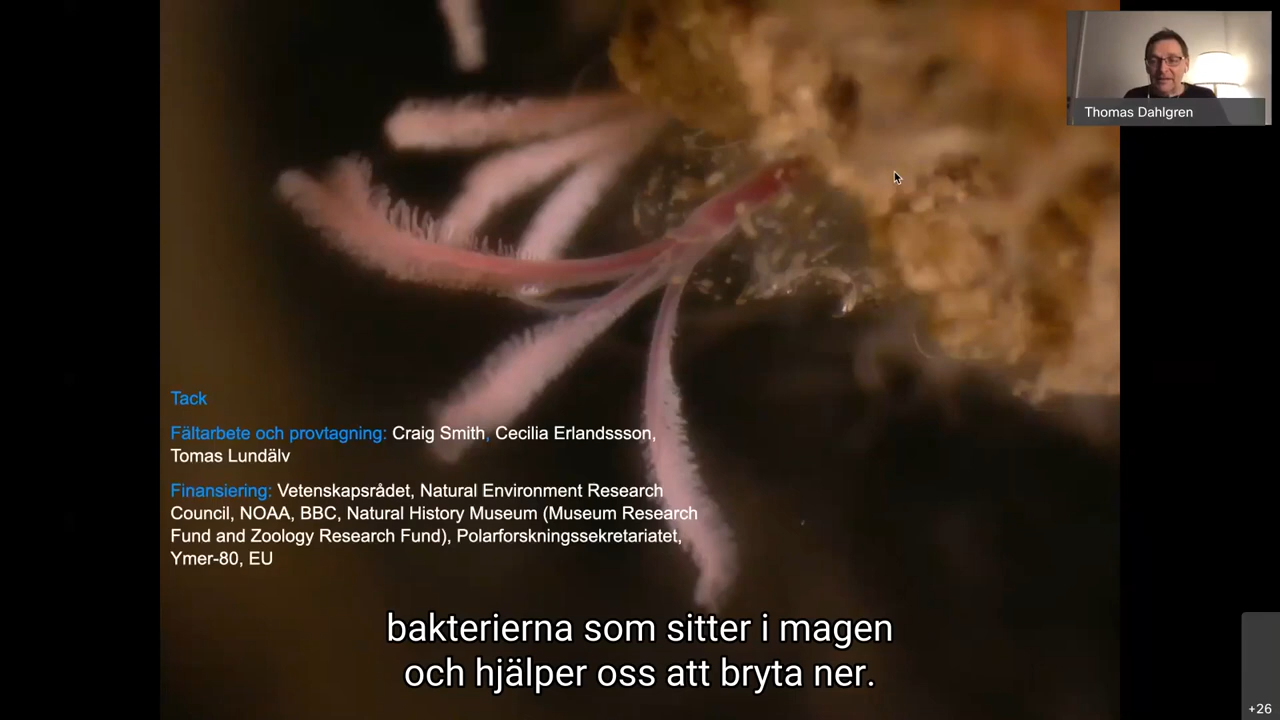 Thomas Dahlgren
Tack
Fältarbete och provtagning: Craig Smith, Cecilia Erlandssson,
Tomas Lundälv
Finansiering: Vetenskapsrådet, Natural Environment Research
Council, NOAA, BBC, Natural History Museum (Museum Research
Fund and Zoology Research Fund), Polarforskningssekretariatet,
Ymer-80, EU
bakterierna som sitter i magen
och hjälper oss att bryta ner.
+26